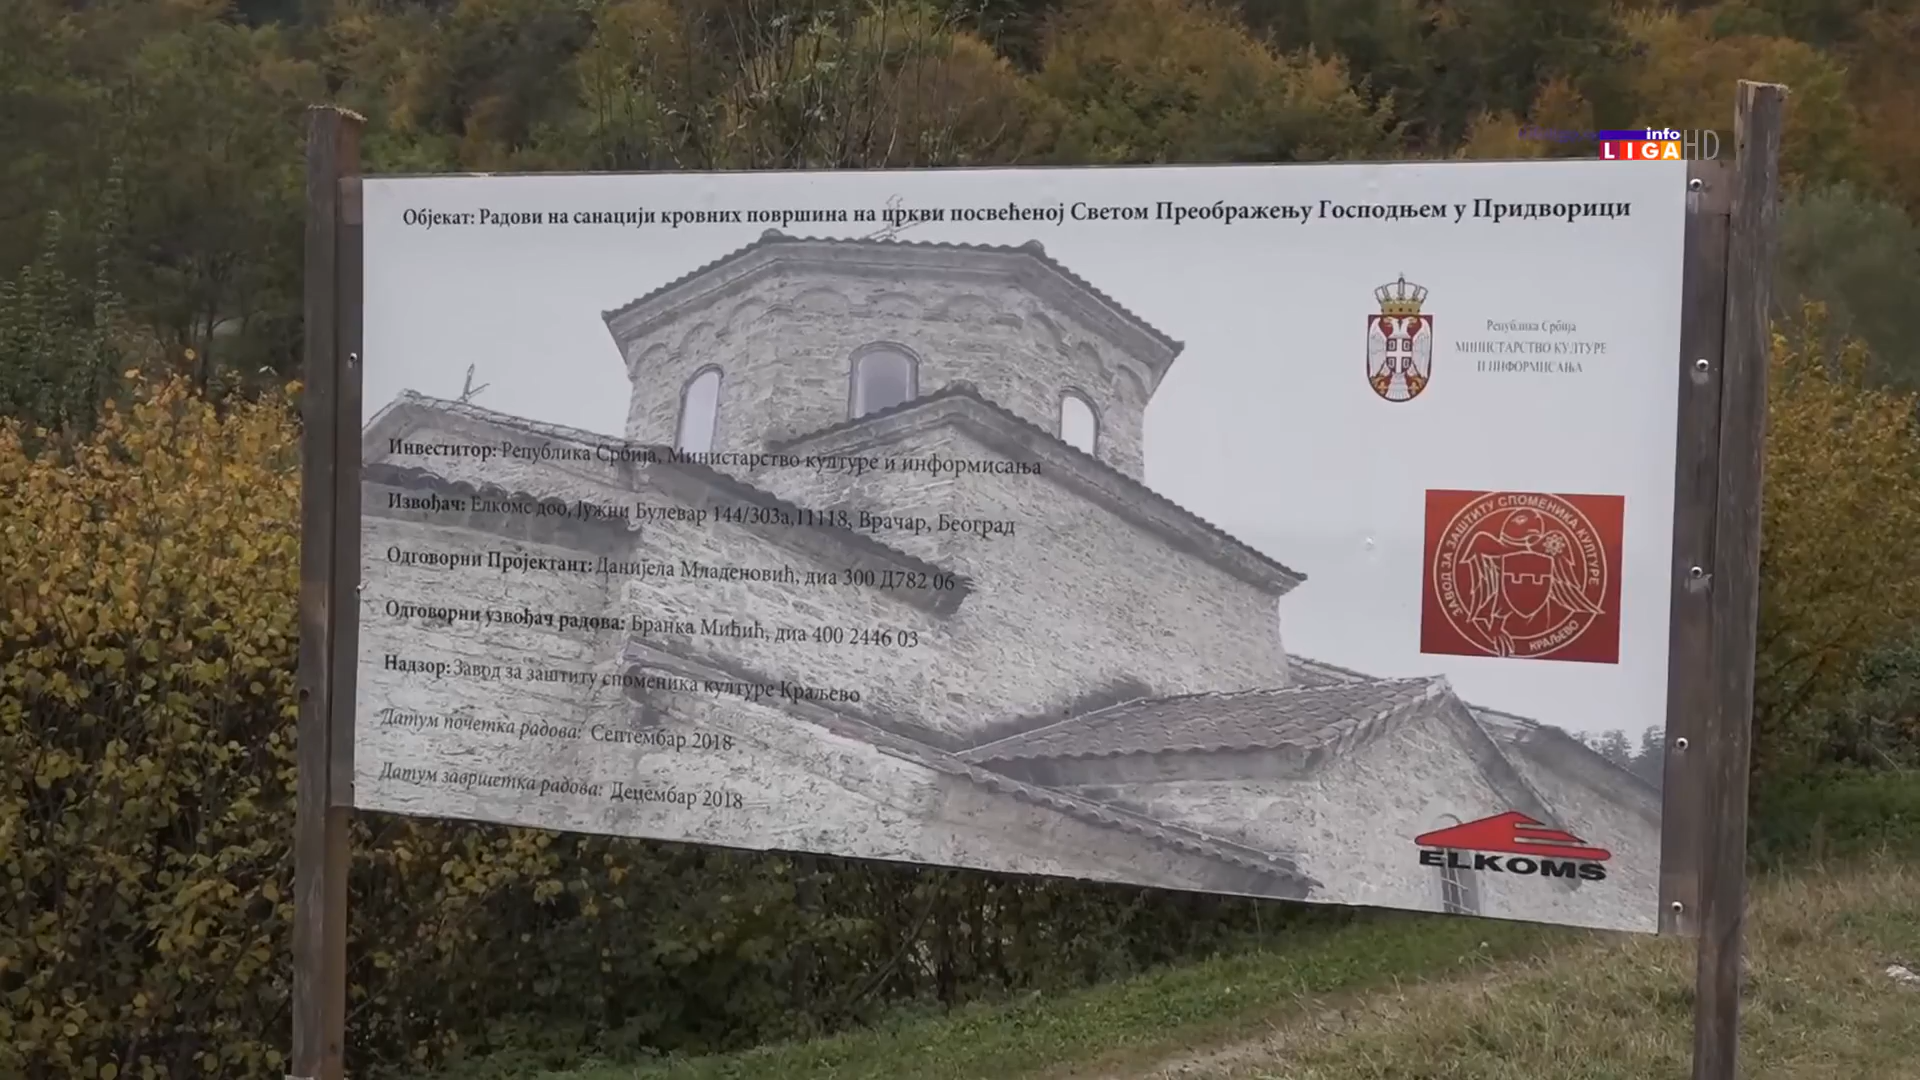 info
LIGA HD
Објекат: Радови на санацији кровних површина на цркви посвећеној Светом Преображењу Господњем у Придворици
Република Србија
МИНИСТАРСТВО КУЛТУРЕ
И ИНФОРМИСАЊА
Инвеститор: Република Србија, Министарство културе и информисања
Извођач: Елкомс доо, Јужни Булевар 144/303а,11118, Врачар, Београд
Одговорни Пројектант: Данијела Младеновић, диа 300 Д782 06
Одговорни узвођач радова: Бранка Мићић, диа 400 2446 03
Надзор: Завод за заштиту споменика културе Краљево
Датум почетка радова: Септембар 2018
Датум завршетка радова: Децембар 2018
ЗАВОД ЗА ЗАШТИТУ СПОМЕНИКА КУЛТУРЕ
КРАЉЕВО
ELKOMS